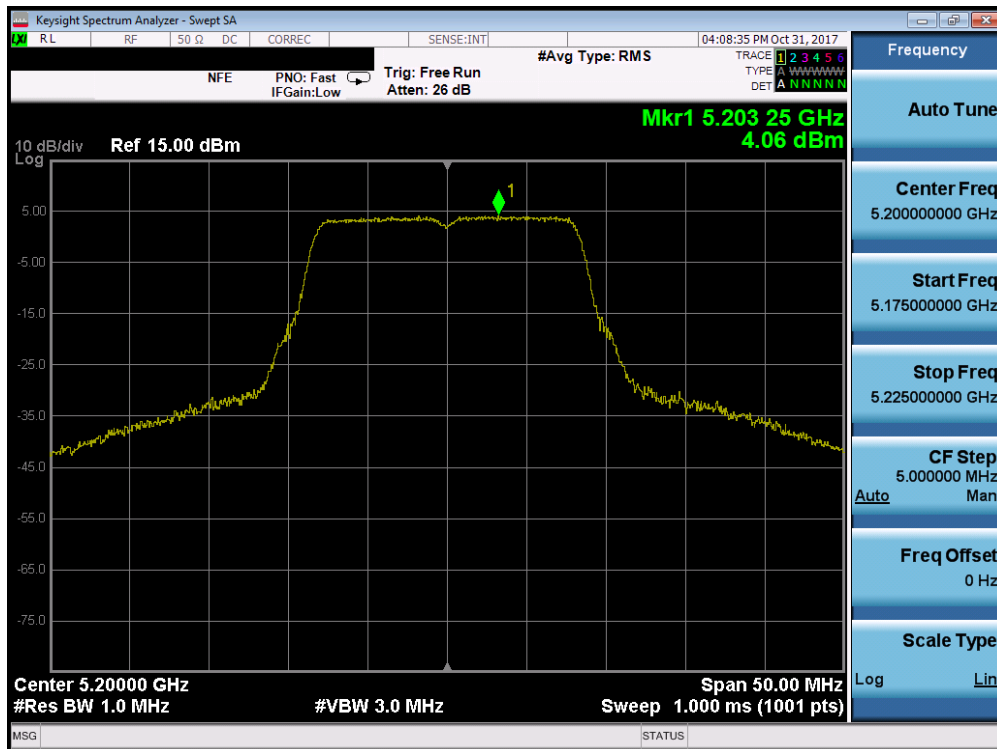 Keysight Spectrum Analyzer - Swept SA
LXI RL RF 50 Ω DC CORREC SENSE:INT 04:08:35 PM Oct 31, 2017
NFE
PNO: Fast
IFGain:Low
Trig: Free Run
Atten: 26 dB
#Avg Type: RMS
TRACE 1 2 3 4 5 6
TYPE A W W W W W
DET A N N N N N
Mkr1 5.203 25 GHz
4.06 dBm
10 dB/div Ref 15.00 dBm
Log
1
5.00
-5.00
-15.0
-25.0
-35.0
-45.0
-55.0
-65.0
-75.0
Center 5.20000 GHz Span 50.00 MHz
#Res BW 1.0 MHz #VBW 3.0 MHz Sweep 1.000 ms (1001 pts)
MSG STATUS
Frequency
Auto Tune
Center Freq
5.200000000 GHz
Start Freq
5.175000000 GHz
Stop Freq
5.225000000 GHz
CF Step
5.000000 MHz
Auto Man
Freq Offset
0 Hz
Scale Type
Log Lin